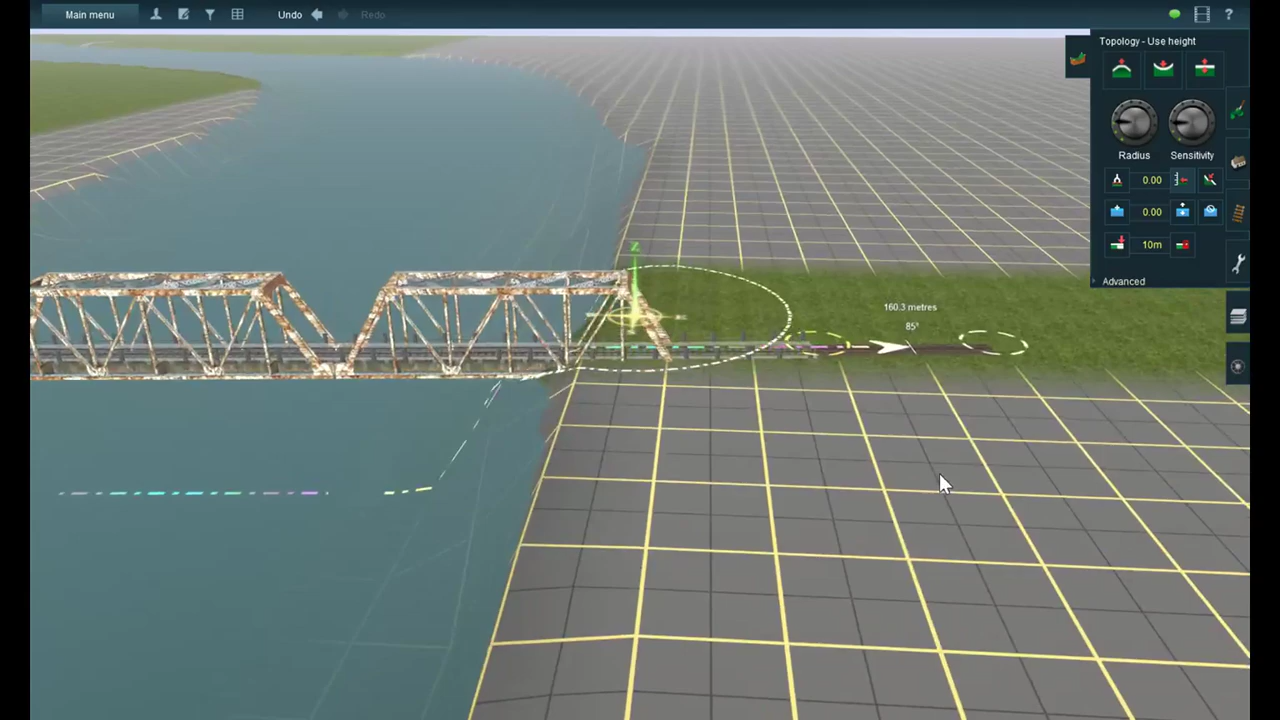 Main menu
Undo
Redo
?
Topology - Use height
Radius
Sensitivity
0.00
0.00
10m
Advanced
Z
160.3 metres
85°